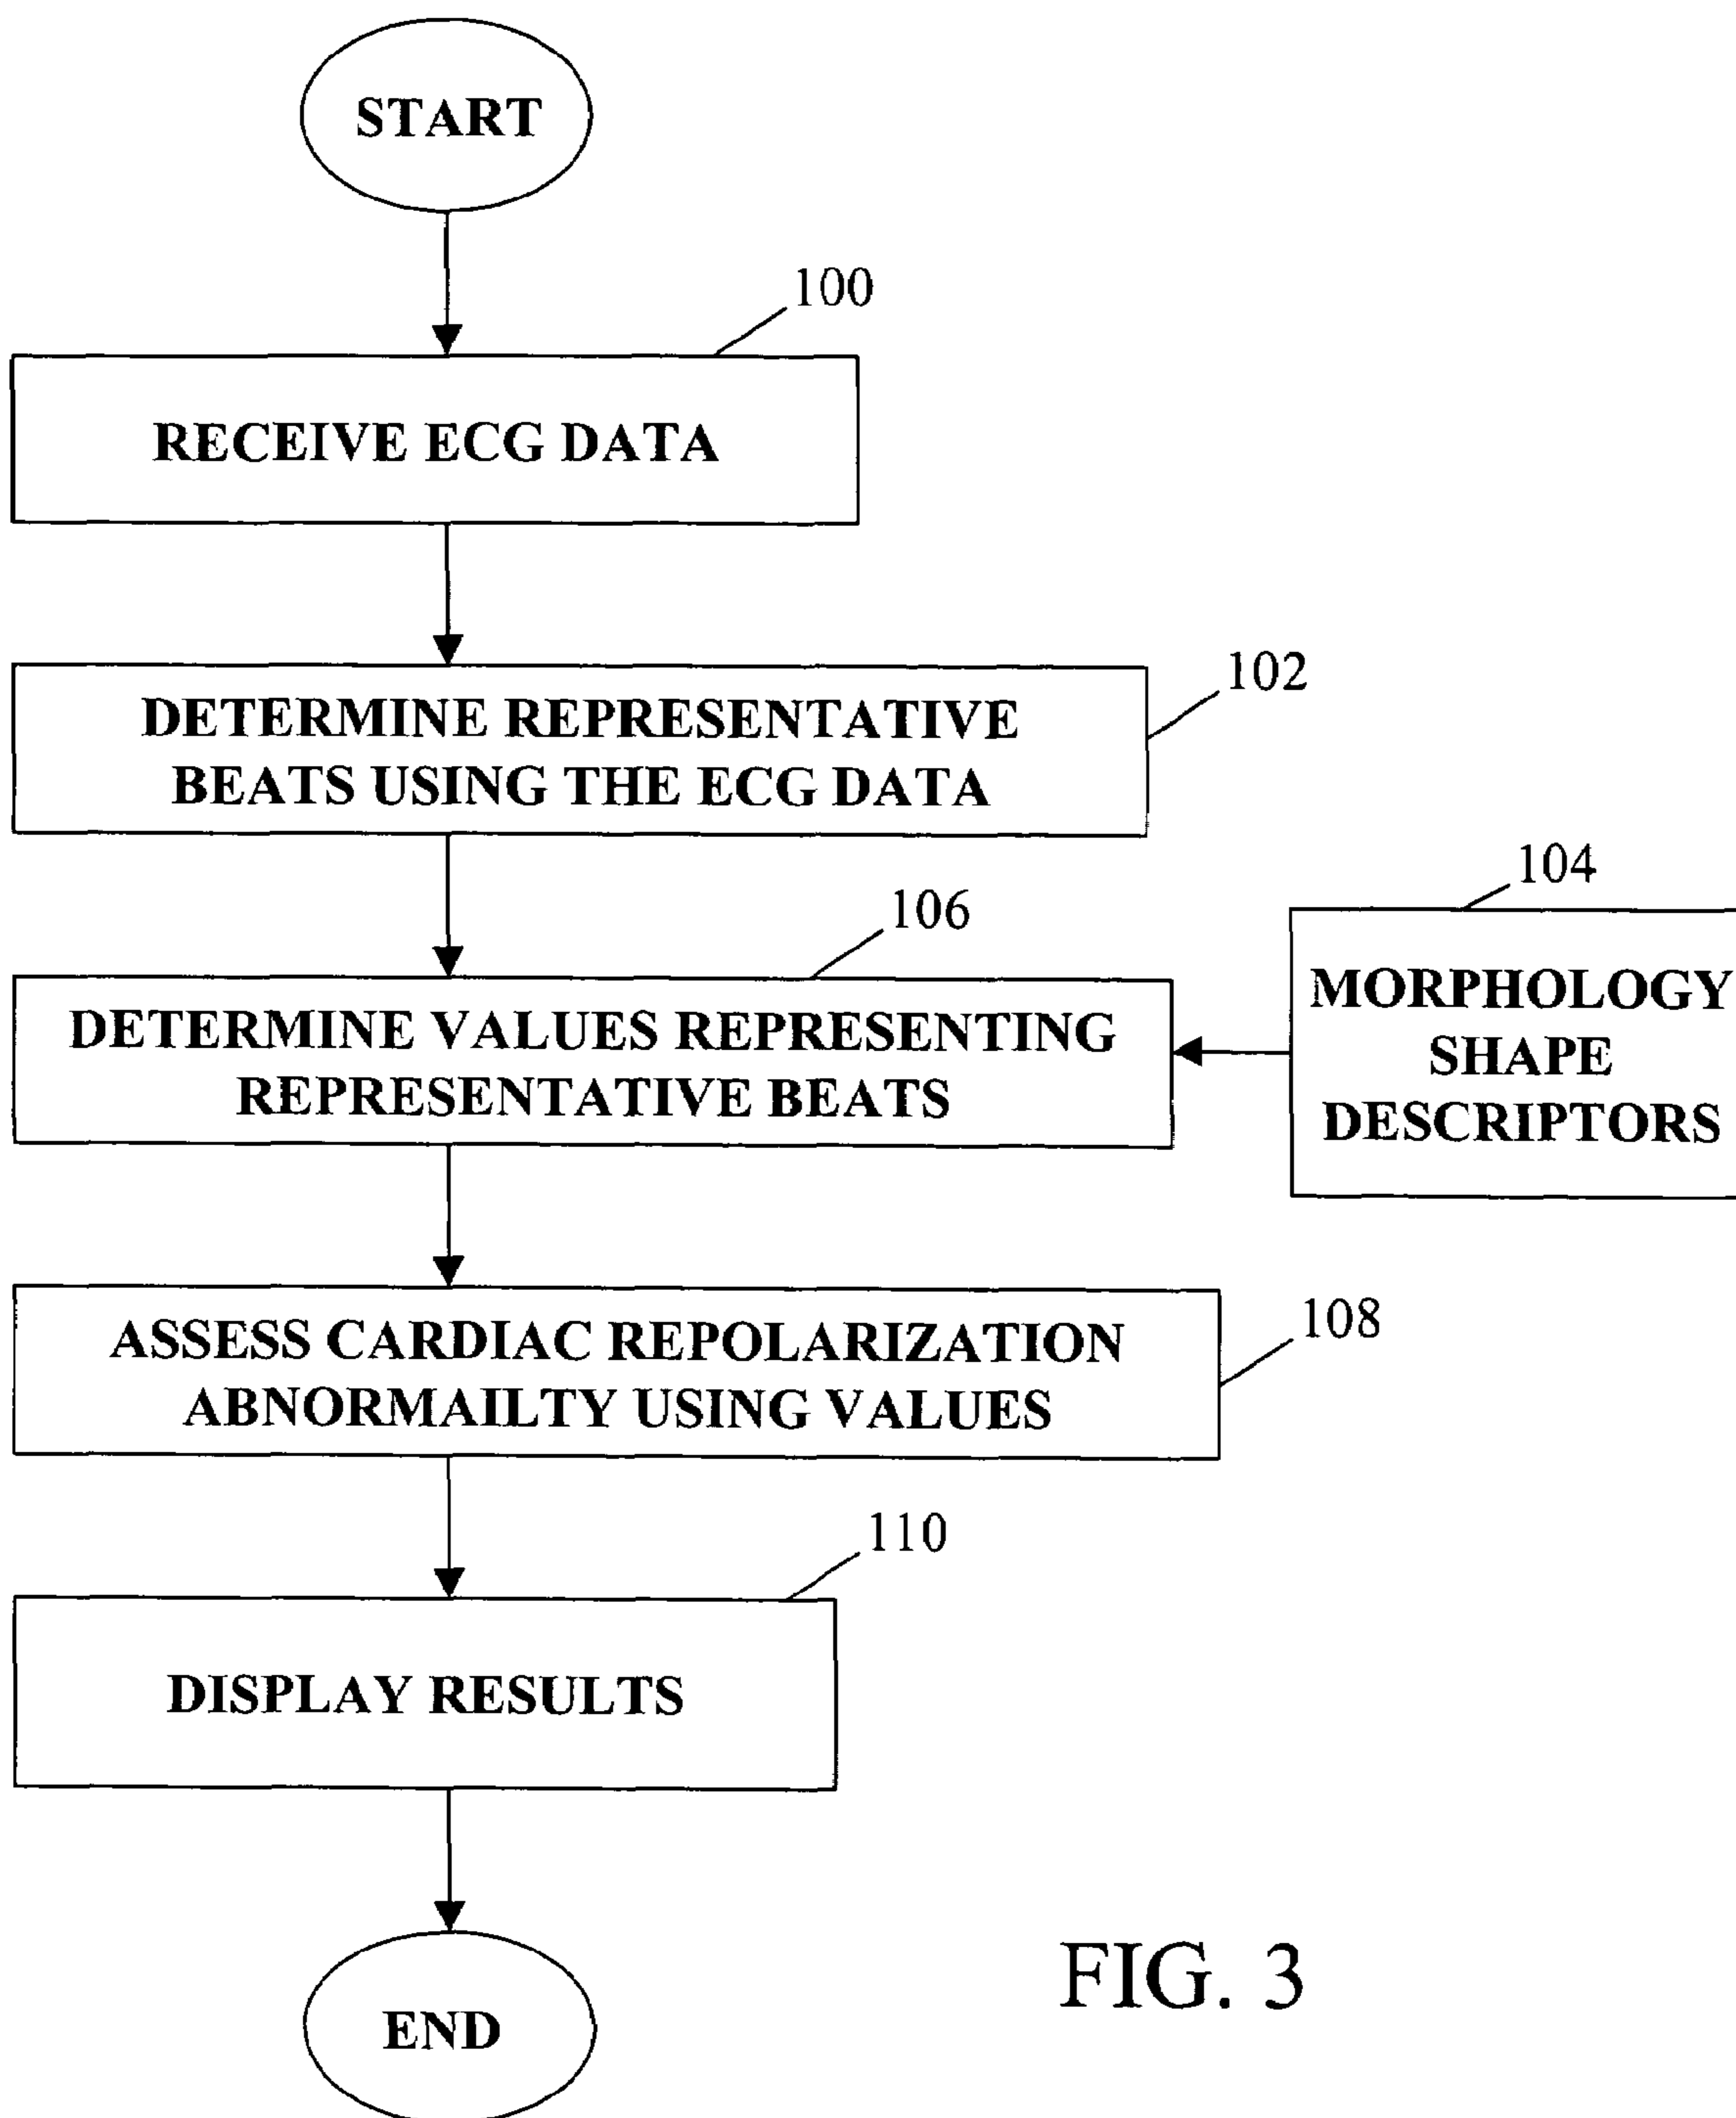 START
100
RECEIVE ECG DATA
102
DETERMINE REPRESENTATIVE
BEATS USING THE ECG DATA
104
106
MORPHOLOGY
SHAPE
DESCRIPTORS
DETERMINE VALUES REPRESENTING
REPRESENTATIVE BEATS
108
ASSESS CARDIAC REPOLARIZATION
ABNORMAILTY USING VALUES
110
DISPLAY RESULTS
END
FIG. 3